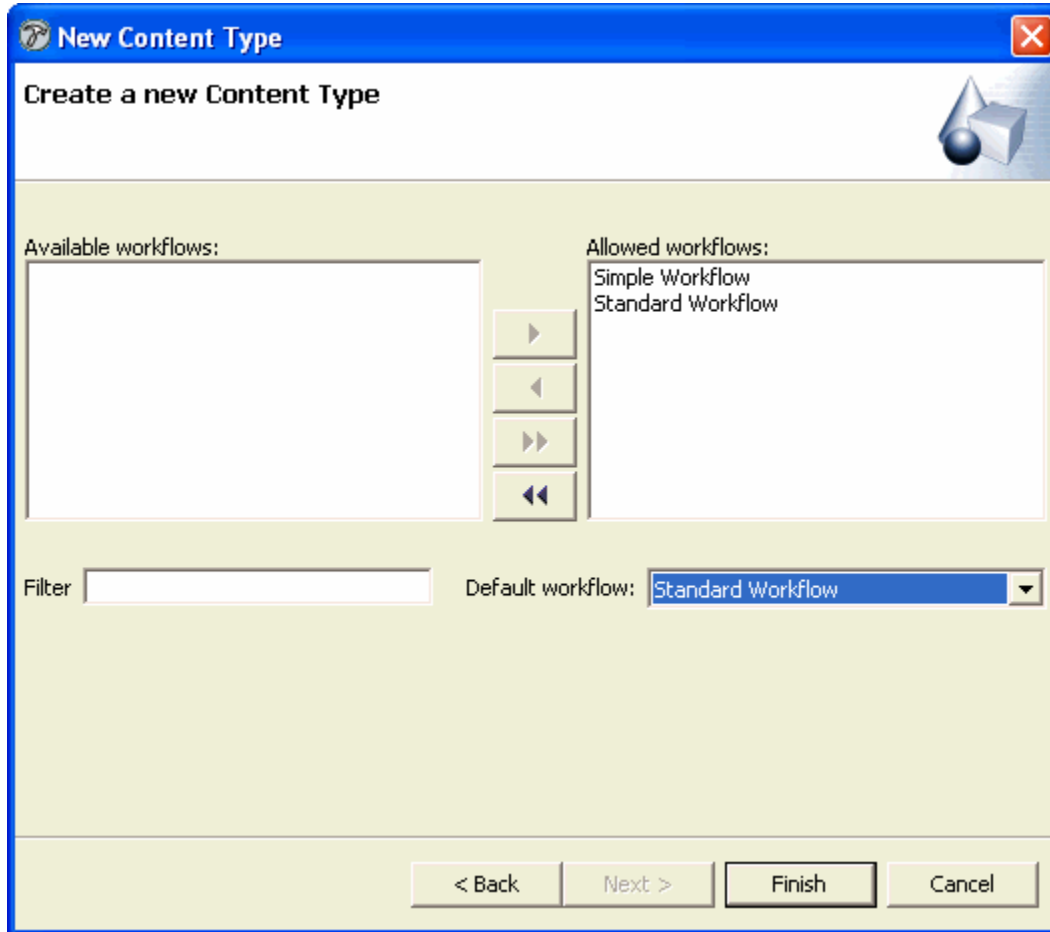 New Content Type
Create a new Content Type
Available workflows:
Allowed workflows:
Simple Workflow
Standard Workflow
Filter
Default workflow: Standard Workflow
< Back Next > Finish Cancel